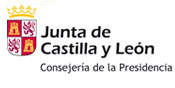 Junta de
Castilla y León
Consejería de la Presidencia